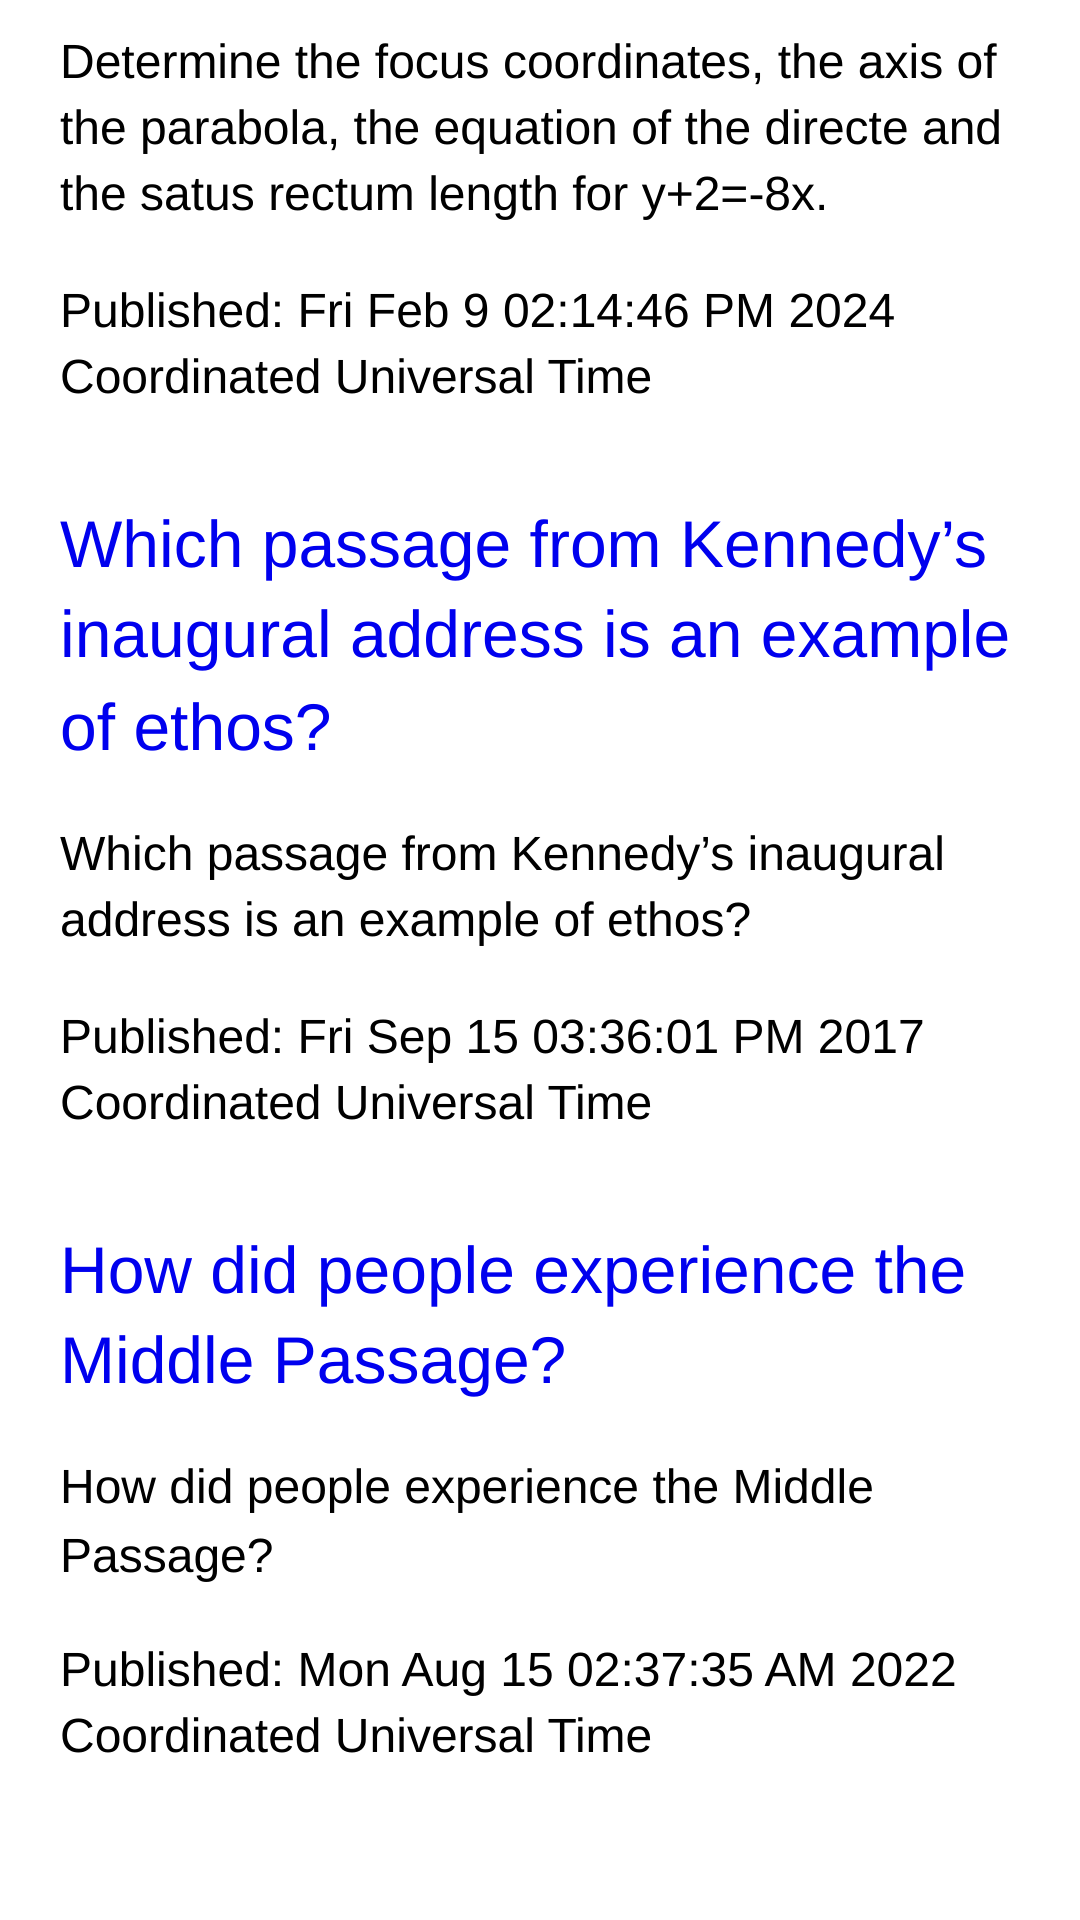 Determine the focus coordinates, the axis of
the parabola, the equation of the directe and
the satus rectum length for y+2=-8x.
Published: Fri Feb 9 02:14:46 PM 2024
Coordinated Universal Time
Which passage from Kennedy’s
inaugural address is an example
of ethos?
Which passage from Kennedy’s inaugural
address is an example of ethos?
Published: Fri Sep 15 03:36:01 PM 2017
Coordinated Universal Time
How did people experience the
Middle Passage?
How did people experience the Middle
Passage?
Published: Mon Aug 15 02:37:35 AM 2022
Coordinated Universal Time